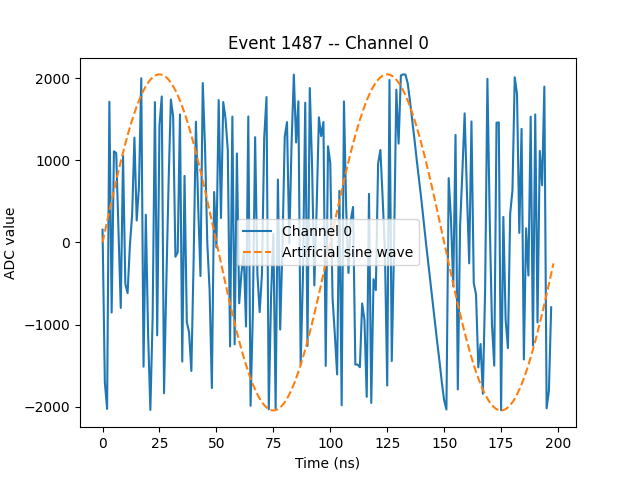 Event 1487 -- Channel 0
ADC value
2000
1000
0
−1000
−2000
Channel 0
Artificial sine wave
0 25 50 75 100 125 150 175 200
Time (ns)